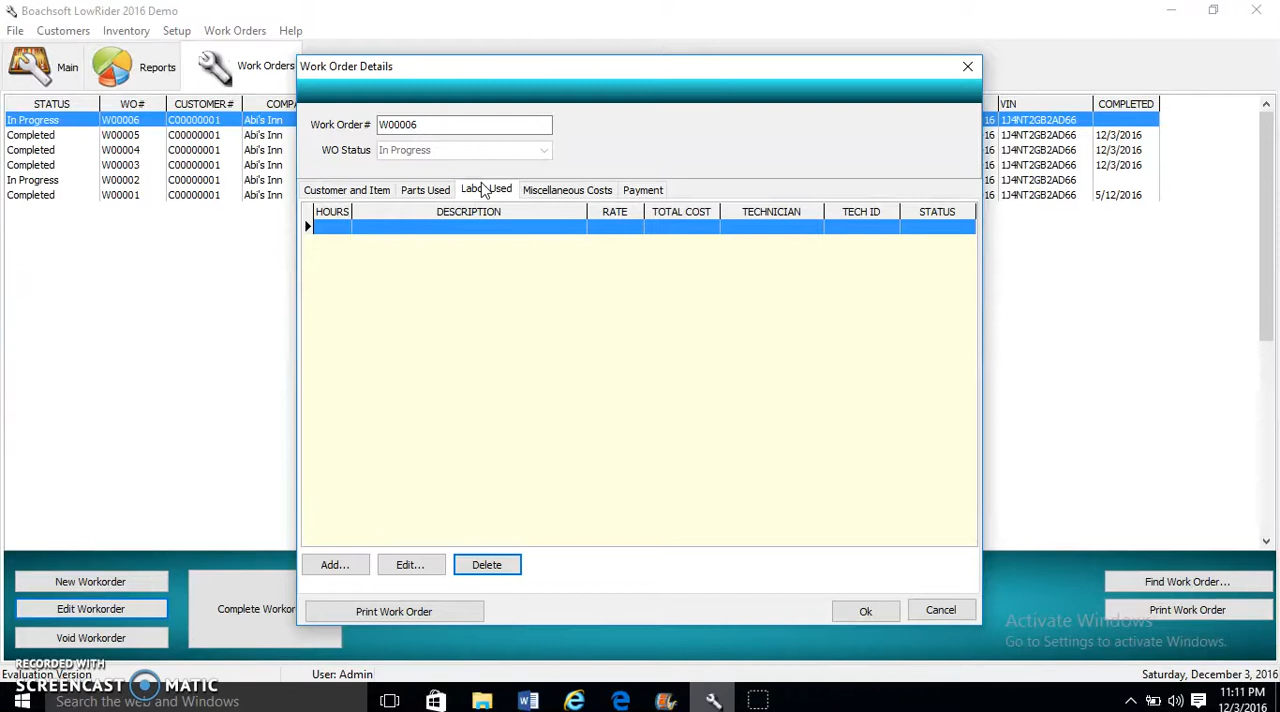 Boachsoft LowRider 2016 Demo
File Customers Inventory Setup Work Orders Help
Main Reports Work Orders
Work Order Details
STATUS WO# CUSTOMER# COMPA VIN COMPLETED
In Progress W00006 C00000001 Abi's Inn 16 1J4NT2GB2AD66
Completed W00005 C00000001 Abi's Inn 16 1J4NT2GB2AD66 12/3/2016
Completed W00004 C00000001 Abi's Inn 16 1J4NT2GB2AD66 12/3/2016
Completed W00003 C00000001 Abi's Inn 16 1J4NT2GB2AD66 12/3/2016
In Progress W00002 C00000001 Abi's Inn 16 1J4NT2GB2AD66
Completed W00001 C00000001 Abi's Inn 16 1J4NT2GB2AD66 5/12/2016
Work Order# W00006
WO Status In Progress
Customer and Item Parts Used Labor Used Miscellaneous Costs Payment
HOURS DESCRIPTION RATE TOTAL COST TECHNICIAN TECH ID STATUS
Add... Edit... Delete
Print Work Order Ok Cancel
New Workorder
Edit Workorder
Void Workorder
Complete Workor
Find Work Order...
Print Work Order
Activate Windows
Go to Settings to activate Windows.
RECORDED WITH
SCREENCAST MATIC
Evaluation Version User: Admin Saturday, December 3, 2016
Search the web and Windows
11:11 PM
12/3/2016